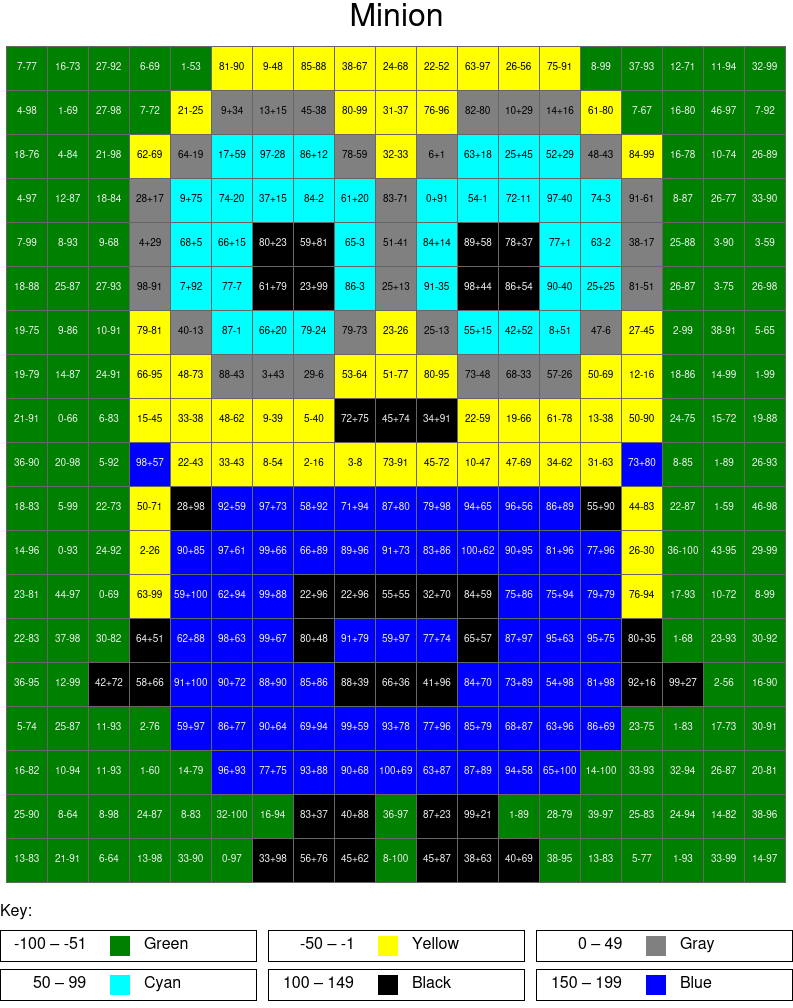 Minion
7-77 16-73 27-92 6-69 1-53 81-90 9-48 85-88 38-67 24-68 22-52 63-97 26-56 75-91 8-99 37-93 12-71 11-94 32-99
4-98 1-69 27-98 7-72 21-25 9+34 13+15 45-38 80-99 31-37 76-96 82-80 10+29 14+16 61-80 7-67 16-80 46-97 7-92
18-76 4-84 21-98 62-69 64-19 17+59 97-28 86+12 78-59 32-33 6+1 63+18 25+45 52+29 48-43 84-99 16-78 10-74 26-89
4-97 12-87 18-84 28+17 9+75 74-20 37+15 84-2 61+20 83-71 0+91 54-1 72-11 97-40 74-3 91-61 8-87 26-77 33-90
7-99 8-93 9-68 4+29 68+5 66+15 80+23 59+81 65-3 51-41 84+14 89+58 78+37 77+1 63-2 38-17 25-88 3-90 3-59
18-88 25-87 27-93 98-91 7+92 77-7 61+79 23+99 86-3 25+13 91-35 98+44 86+54 90-40 25+25 81-51 26-87 3-75 26-98
19-75 9-86 10-91 79-81 40-13 87-1 66+20 79-24 79-73 23-26 25-13 55+15 42+52 8+51 47-6 27-45 2-99 38-91 5-65
19-79 14-87 24-91 66-95 48-73 88-43 3+43 29-6 53-64 51-77 80-95 73-48 68-33 57-26 50-69 12-16 18-86 14-99 1-99
21-91 0-66 6-83 15-45 33-38 48-62 9-39 5-40 72+75 45+74 34+91 22-59 19-66 61-78 13-38 50-90 24-75 15-72 19-88
36-90 20-98 5-92 98+57 22-43 33-43 8-54 2-16 3-8 73-91 45-72 10-47 47-69 34-62 31-63 73+80 8-85 1-89 26-93
18-83 5-99 22-73 50-71 28+98 92+59 97+73 58+92 71+94 87+80 79+98 94+65 96+56 86+89 55+90 44-83 22-87 1-59 46-98
14-96 0-93 24-92 2-26 90+85 97+61 99+66 66+89 89+96 91+73 83+86 100+62 90+95 81+96 77+96 26-30 36-100 43-95 29-99
23-81 44-97 0-69 63-99 59+100 62+94 99+88 22+96 22+96 55+55 32+70 84+59 75+86 75+94 79+79 76-94 17-93 10-72 8-99
22-83 37-98 30-82 64+51 62+88 98+63 99+67 80+48 91+79 59+97 77+74 65+57 87+97 95+63 95+75 80+35 1-68 23-93 30-92
36-95 12-99 42+72 58+66 91+100 90+72 88+90 85+86 88+39 66+36 41+96 84+70 73+89 54+98 81+98 92+16 99+27 2-56 16-90
5-74 25-87 11-93 2-76 59+97 86+77 90+64 69+94 99+59 93+78 77+96 85+79 68+87 63+96 86+69 23-75 1-83 17-73 30-91
16-82 10-94 11-93 1-60 14-79 96+93 77+75 93+88 90+68 100+69 63+87 87+89 94+58 65+100 14-100 33-93 32-94 26-87 20-81
25-90 8-64 8-98 24-87 8-83 32-100 16-94 83+37 40+88 36-97 87+23 99+21 1-89 28-79 39-97 25-83 24-94 14-82 38-96
13-83 21-91 6-64 13-98 33-90 0-97 33+98 56+76 45+62 8-100 45+87 38+63 40+69 38-95 13-83 5-77 1-93 33-99 14-97
Key:
-100 – -51 Green -50 – -1 Yellow 0 – 49 Gray
50 – 99 Cyan 100 – 149 Black 150 – 199 Blue